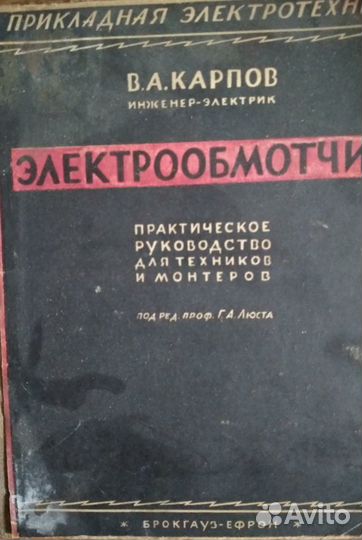 ПРИКЛАДНАЯ ЭЛЕКТРОТЕХН
В.А.КАРПОВ
ИНЖЕНЕР-ЭЛЕКТРИК
ЭЛЕКТРООБМОТЧИ
ПРАКТИЧЕСКОЕ
РУКОВОДСТВО
ДЛЯ ТЕХНИКОВ
И МОНТЕРОВ
ПОД РЕД. ПРОФ. Г.А. ЛЮСТА
* БРОКГАУЗ-ЕФРОН *
Avito